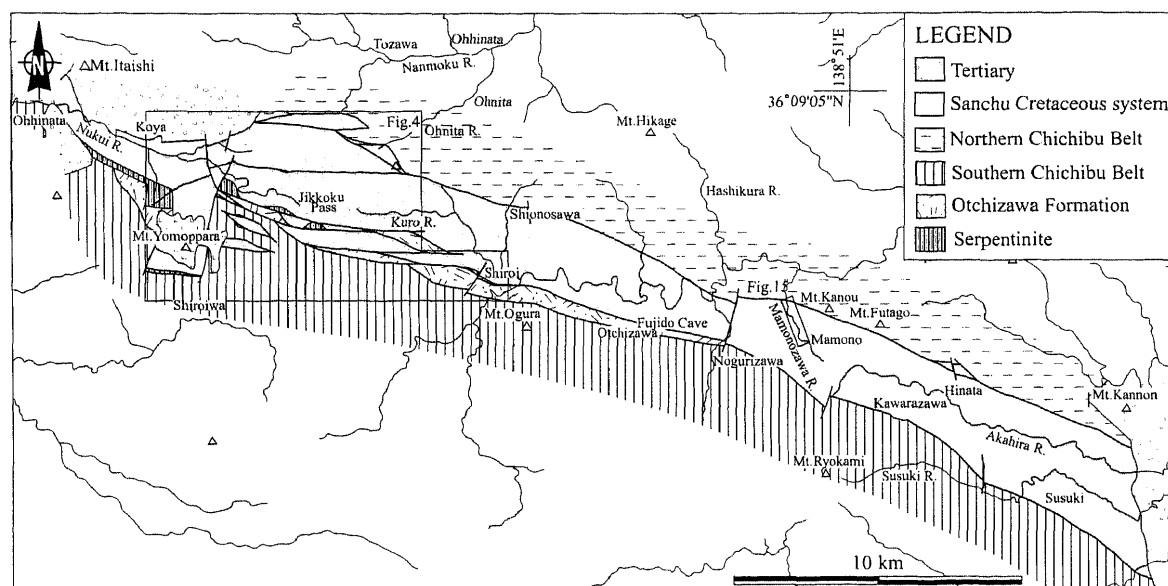 LEGEND
Tertiary
Sanchu Cretaceous system
Northern Chichibu Belt
Southern Chichibu Belt
Otchizawa Formation
Serpentinite
N
Mt.Itaishi
Tozawa
Ohhinata
Nanmoku R.
Ohnita
138°51'E
36°09'05"N
Ohhinata
Nukui R.
Koya
Fig.4
Ohnita R.
Mt.Hikage
Hashikura R.
Jikkoku
Pass
Kuro R.
Shionosawa
Mt.Yomoppara
Shiroi
Shiroiwa
Mt.Ogura
Otchizawa
Fujido Cave
Nogurizawa
Fig.15
Mt.Kanou
Mt.Futago
Mamono
Mamonozawa R.
Hinata
Mt.Kannon
Kawarazawa
Akahira R.
Mt.Ryokami
Susuki R.
Susuki
10 km